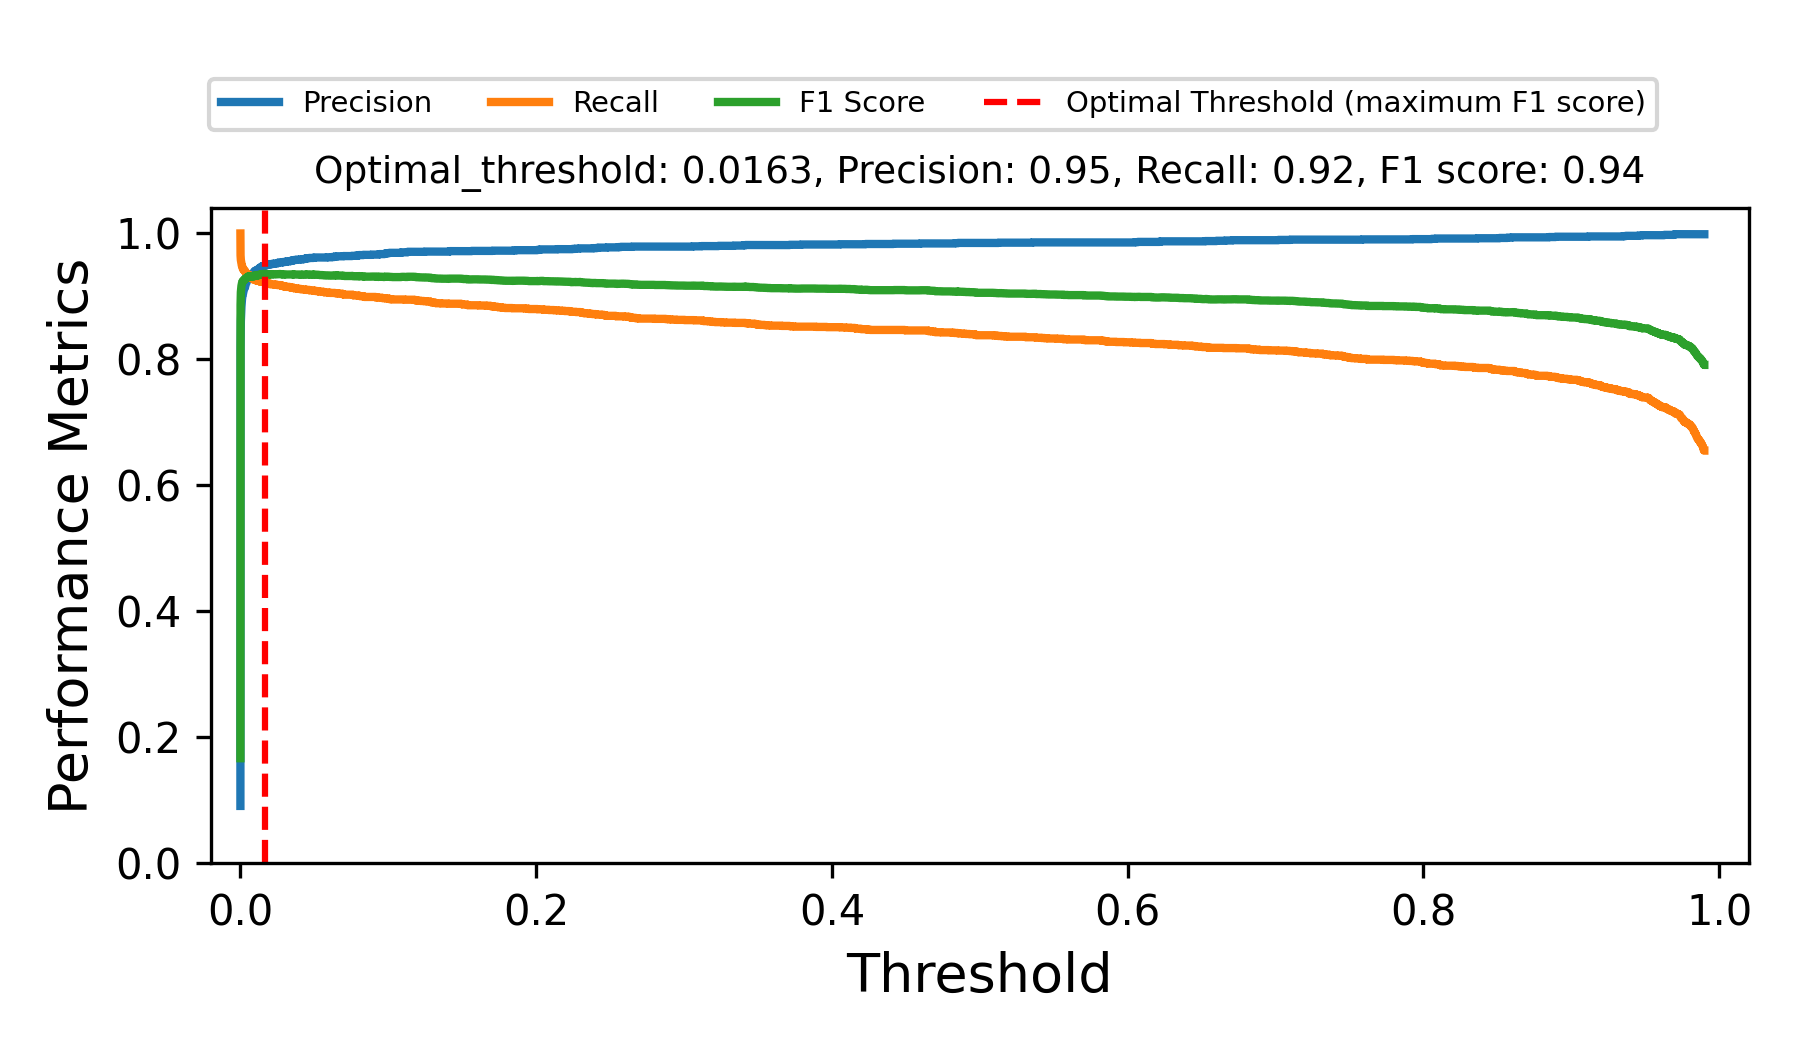 Precision Recall F1 Score Optimal Threshold (maximum F1 score)
Optimal_threshold: 0.0163, Precision: 0.95, Recall: 0.92, F1 score: 0.94
Performance Metrics
1.0
0.8
0.6
0.4
0.2
0.0
0.0 0.2 0.4 0.6 0.8 1.0
Threshold